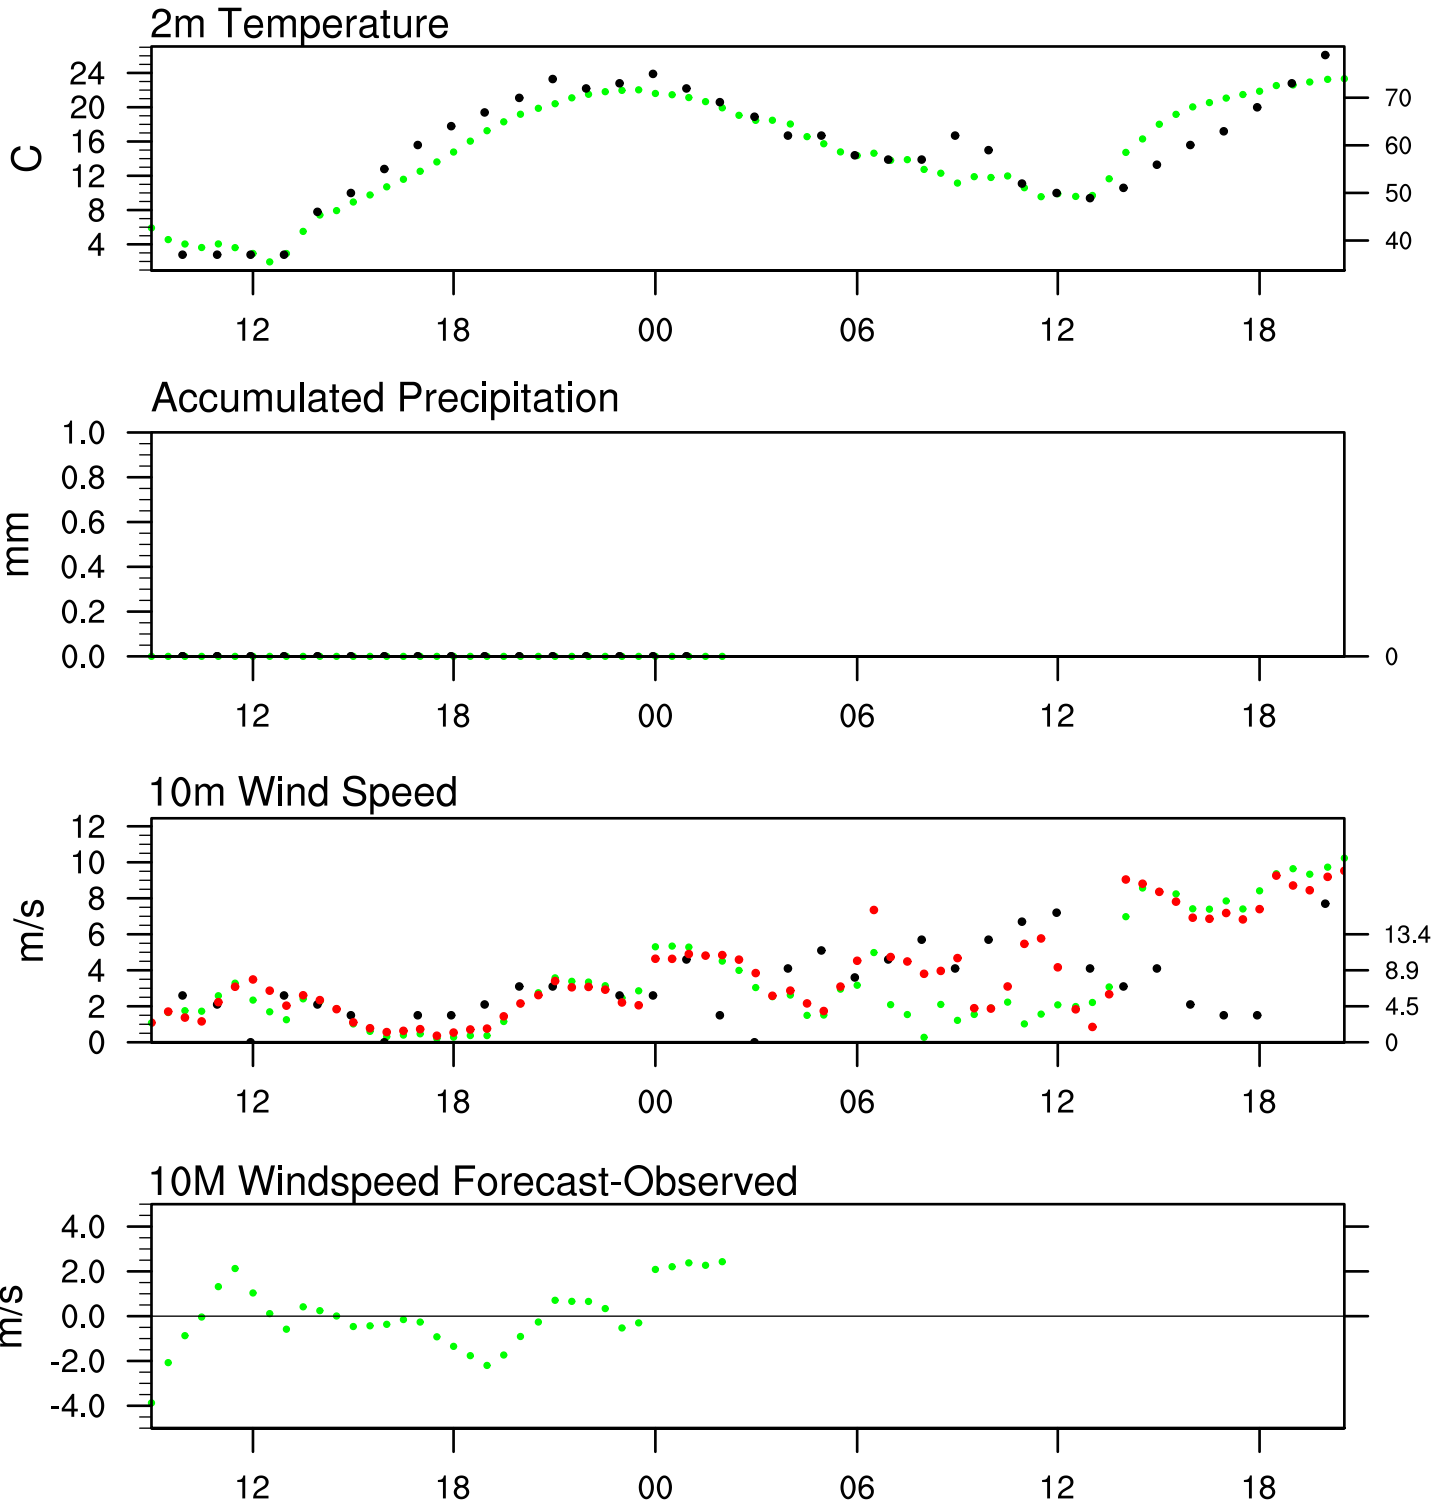 2m Temperature
24
20
16
12
8
4
C
70
60
50
40
12 18 00 06 12 18
Accumulated Precipitation
1.0
0.8
0.6
0.4
0.2
0.0
mm
0
12 18 00 06 12 18
10m Wind Speed
12
10
8
6
4
2
0
m/s
13.4
8.9
4.5
0
12 18 00 06 12 18
10M Windspeed Forecast-Observed
4.0
2.0
0.0
-2.0
-4.0
m/s
12 18 00 06 12 18